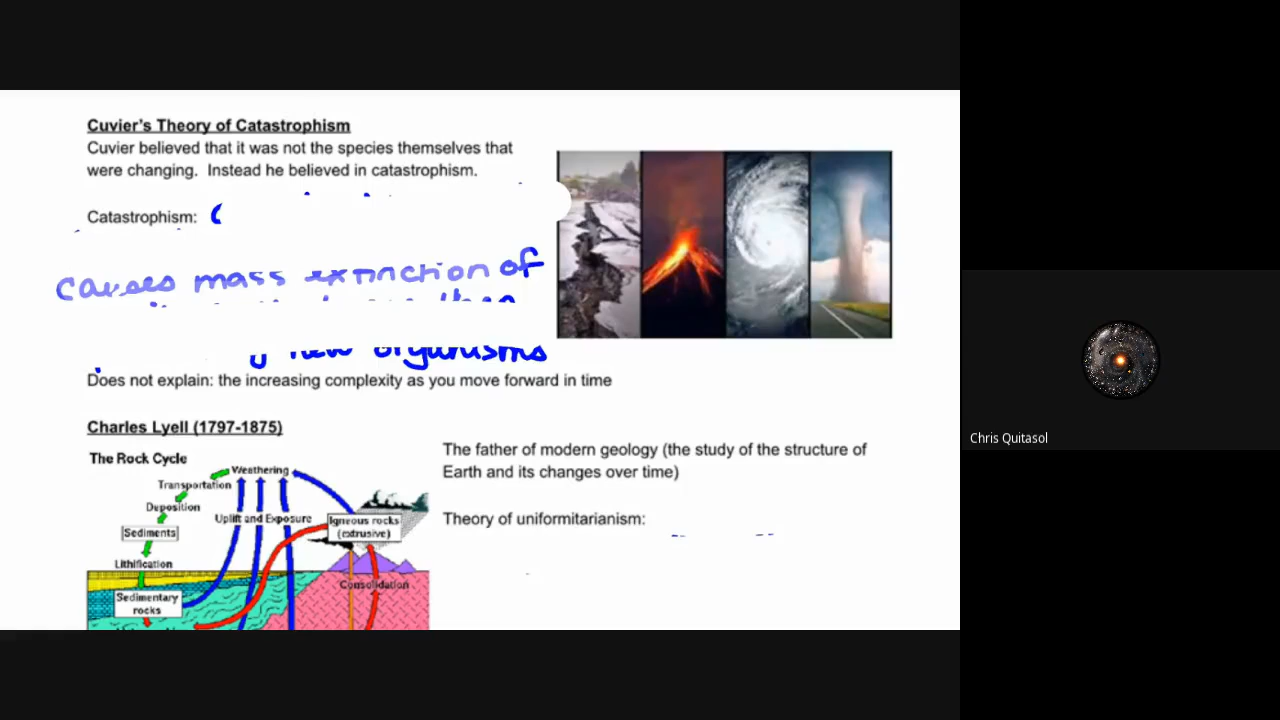 Cuvier's Theory of Catastrophism
Cuvier believed that it was not the species themselves that
were changing.  Instead he believed in catastrophism.
Catastrophism:
causes mass extinction of
new organisms
Does not explain: the increasing complexity as you move forward in time
Charles Lyell (1797-1875)
The father of modern geology (the study of the structure of
Earth and its changes over time)
Theory of uniformitarianism:
The Rock Cycle
Weathering
Transportation
Deposition
Uplift and Exposure
Igneous rocks
(extrusive)
Sediments
Lithification
Consolidation
Sedimentary
rocks
Chris Quitasol